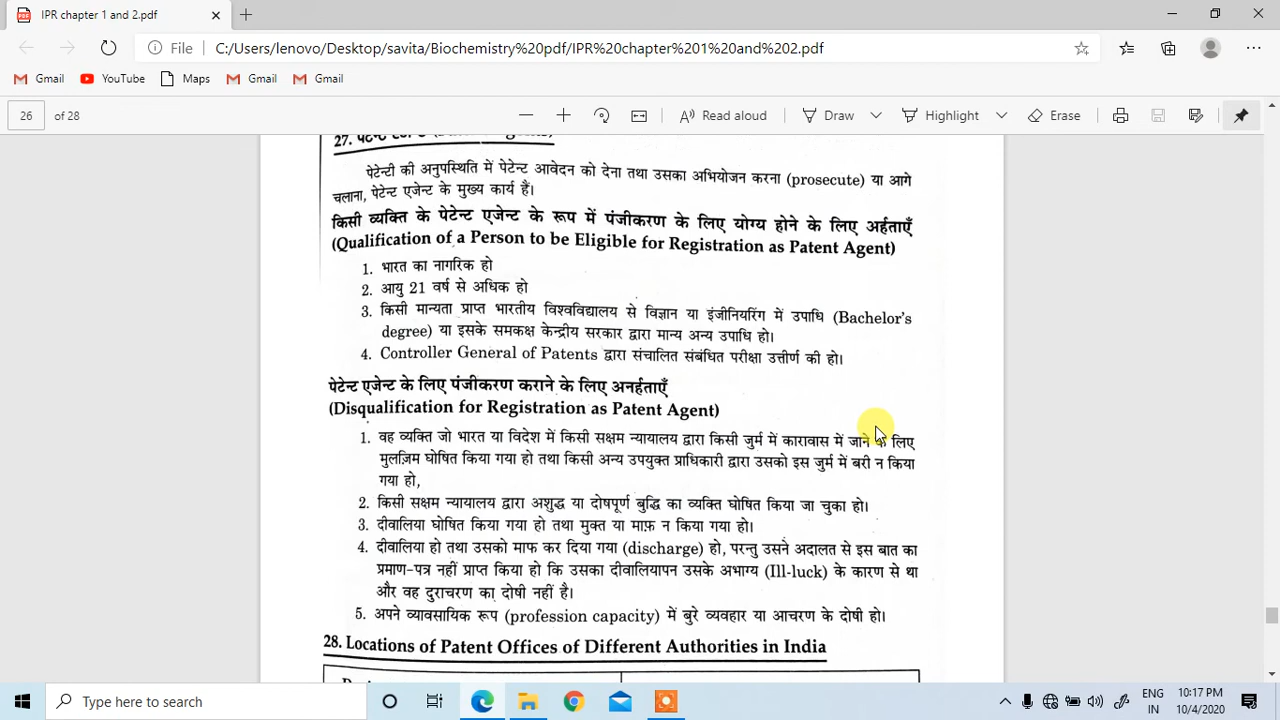 IPR chapter 1 and 2.pdf
File C:/Users/lenovo/Desktop/savita/Biochemistry%20pdf/IPR%20chapter%201%20and%202.pdf
Gmail YouTube Maps Gmail Gmail
26 of 28 Read aloud Draw Highlight Erase
27. पेटेन्ट
पेटेन्टी की अनुपस्थिति में पेटेन्ट आवेदन को देना तथा उसका अभियोजन करना (prosecute) या आगे
चलाना, पेटेन्ट एजेन्ट के मुख्य कार्य हैं।
किसी व्यक्ति के पेटेन्ट एजेन्ट के रूप में पंजीकरण के लिए योग्य होने के लिए अर्हताएँ
(Qualification of a Person to be Eligible for Registration as Patent Agent)
1. भारत का नागरिक हो
2. आयु 21 वर्ष से अधिक हो
3. किसी मान्यता प्राप्त भारतीय विश्वविद्यालय से विज्ञान या इंजीनियरिंग में उपाधि (Bachelor's
degree) या इसके समकक्ष केन्द्रीय सरकार द्वारा मान्य अन्य उपाधि हो।
4. Controller General of Patents द्वारा संचालित संबंधित परीक्षा उत्तीर्ण की हो।
पेटेन्ट एजेन्ट के लिए पंजीकरण कराने के लिए अनर्हताएँ
(Disqualification for Registration as Patent Agent)
1. वह व्यक्ति जो भारत या विदेश में किसी सक्षम न्यायालय द्वारा किसी जुर्म में कारावास में जाने के लिए
मुलज़िम घोषित किया गया हो तथा किसी अन्य उपयुक्त प्राधिकारी द्वारा उसको इस जुर्म में बरी न किया
गया हो,
2. किसी सक्षम न्यायालय द्वारा अशुद्ध या दोषपूर्ण बुद्धि का व्यक्ति घोषित किया जा चुका हो।
3. दीवालिया घोषित किया गया हो तथा मुक्त या माफ़ न किया गया हो।
4. दीवालिया हो तथा उसको माफ कर दिया गया (discharge) हो, परन्तु उसने अदालत से इस बात का
प्रमाण-पत्र नहीं प्राप्त किया हो कि उसका दीवालियापन उसके अभाग्य (Ill-luck) के कारण से था
और वह दुराचरण का दोषी नहीं है।
5. अपने व्यावसायिक रूप (profession capacity) में बुरे व्यवहार या आचरण के दोषी हो।
28. Locations of Patent Offices of Different Authorities in India
Type here to search
ENG 10:17 PM
IN 10/4/2020